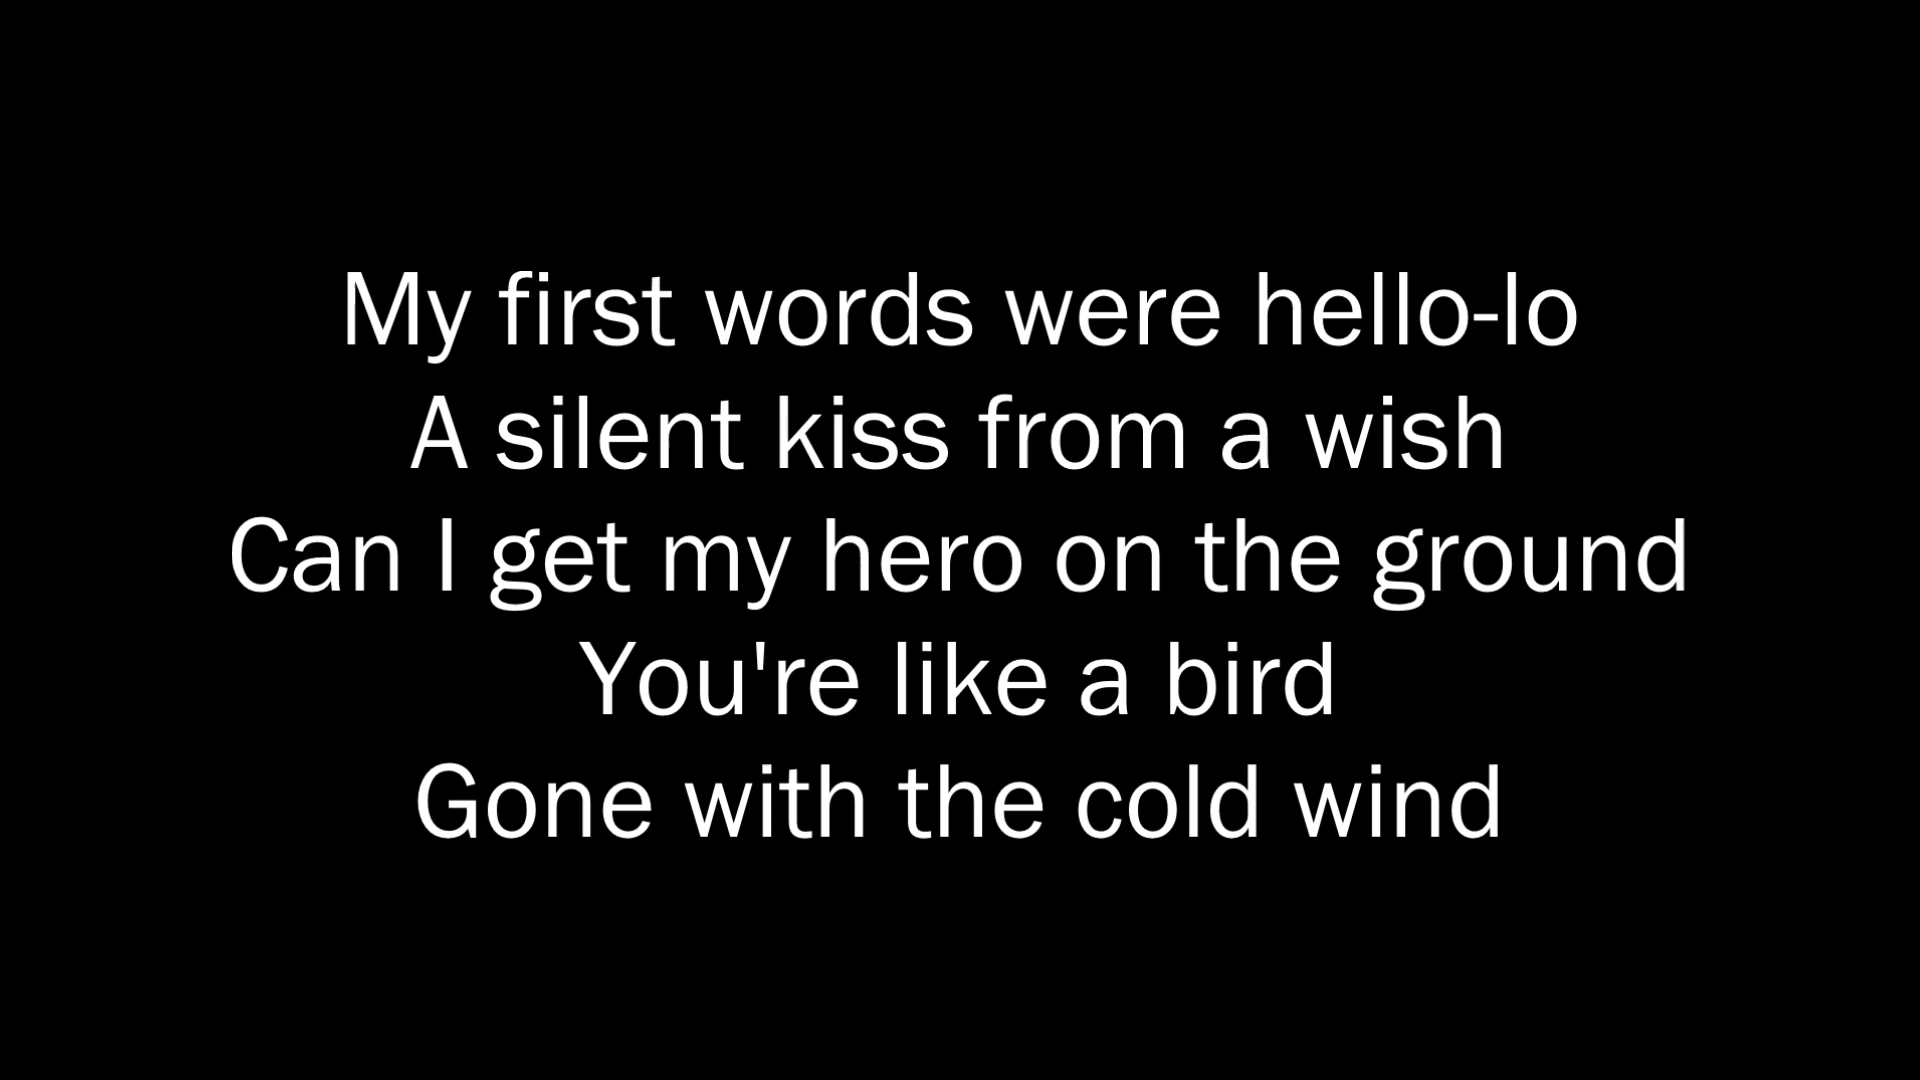 My first words were hello-lo
A silent kiss from a wish
Can I get my hero on the ground
You're like a bird
Gone with the cold wind